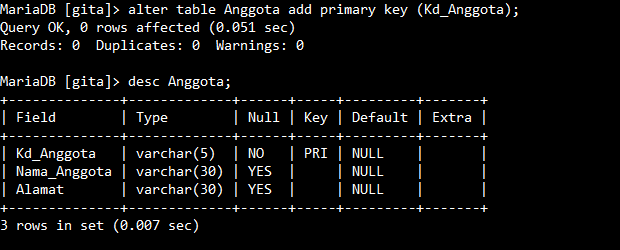 MariaDB [gita]> alter table Anggota add primary key (Kd_Anggota);
Query OK, 0 rows affected (0.051 sec)
Records: 0  Duplicates: 0  Warnings: 0

MariaDB [gita]> desc Anggota;
+--------------+-------------+------+-----+---------+-------+
| Field        | Type        | Null | Key | Default | Extra |
+--------------+-------------+------+-----+---------+-------+
| Kd_Anggota   | varchar(5)  | NO   | PRI | NULL    |       |
| Nama_Anggota | varchar(30) | YES  |     | NULL    |       |
| Alamat       | varchar(30) | YES  |     | NULL    |       |
+--------------+-------------+------+-----+---------+-------+
3 rows in set (0.007 sec)